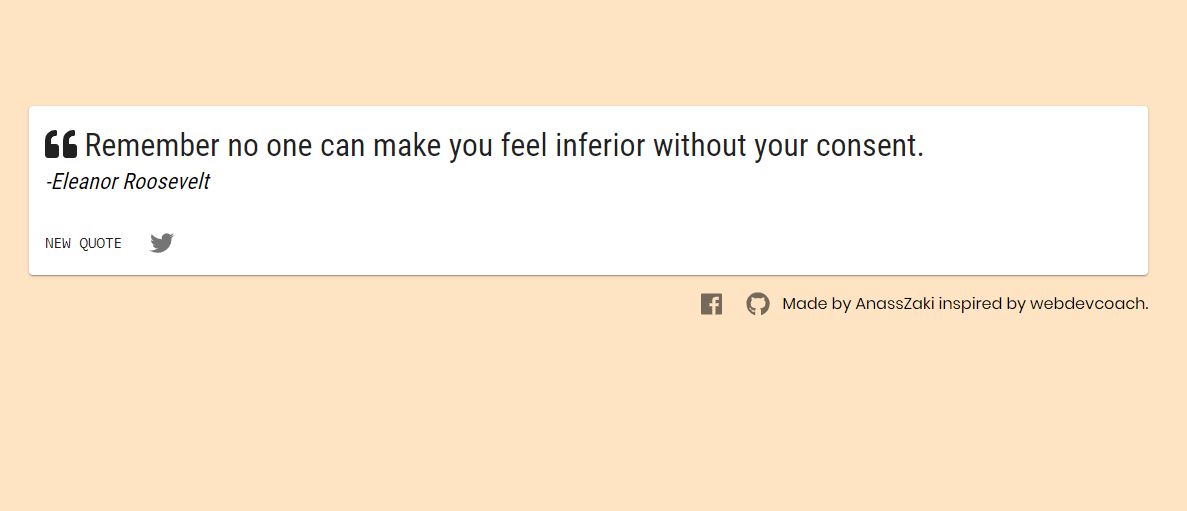 ❝ Remember no one can make you feel inferior without your consent.
-Eleanor Roosevelt
NEW QUOTE
Made by AnassZaki inspired by webdevcoach.